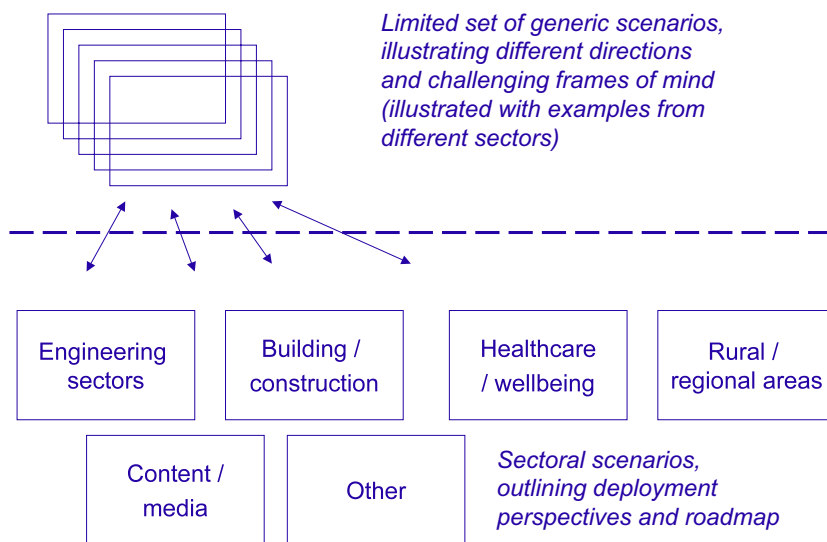 Limited set of generic scenarios,
illustrating different directions
and challenging frames of mind
(illustrated with examples from
different sectors)
Engineering
sectors
Building /
construction
Healthcare
/ wellbeing
Rural /
regional areas
Content /
media
Other
Sectoral scenarios,
outlining deployment
perspectives and roadmap